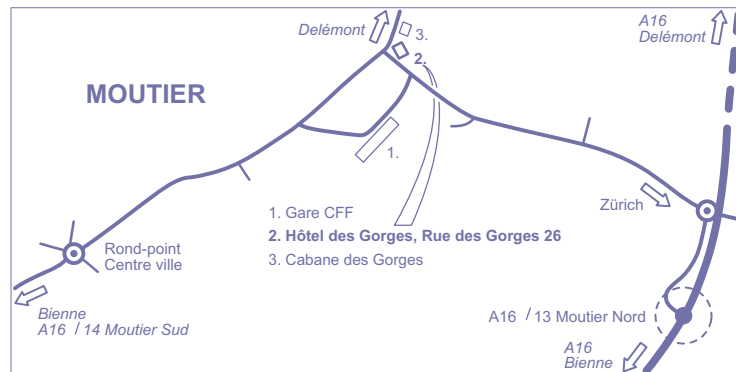 Delémont
3.
2.
A16
Delémont
MOUTIER
1.
Zürich
1. Gare CFF
2. Hôtel des Gorges, Rue des Gorges 26
3. Cabane des Gorges
Rond-point
Centre ville
Bienne
A16 / 14 Moutier Sud
A16 / 13 Moutier Nord
A16
Bienne